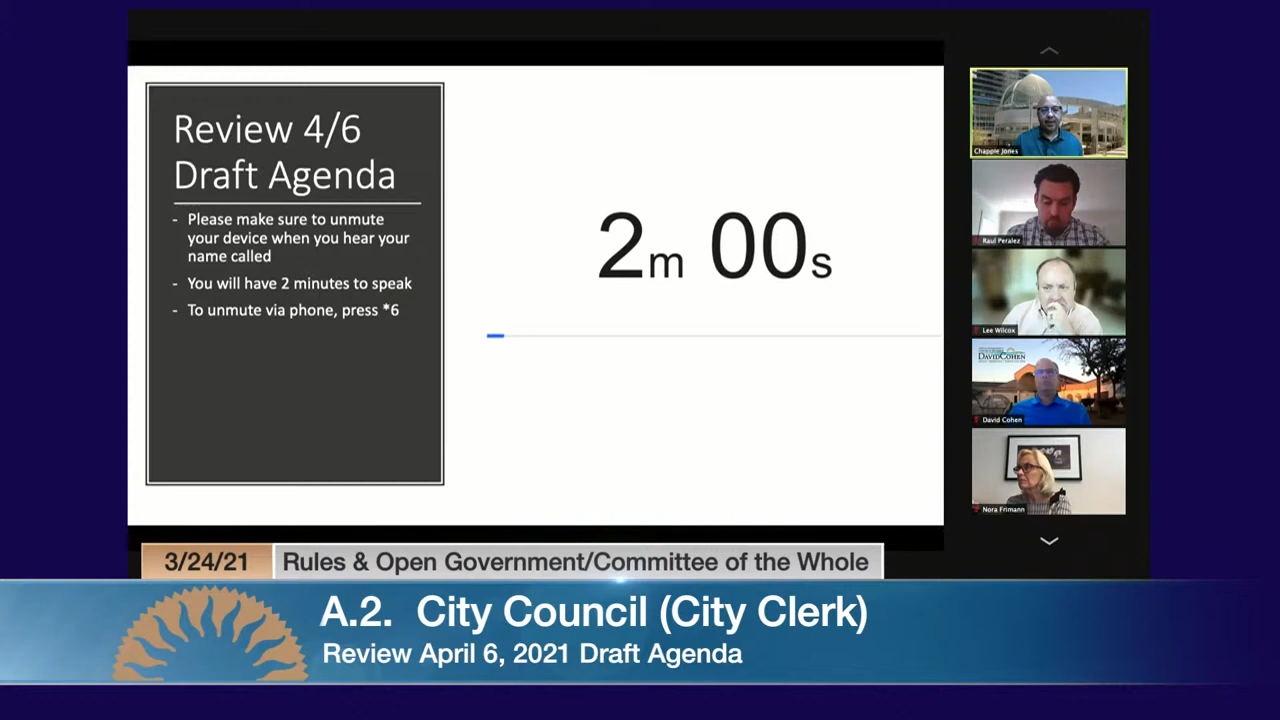 Review 4/6
Draft Agenda
- Please make sure to unmute
your device when you hear your
name called
- You will have 2 minutes to speak
- To unmute via phone, press *6
2m 00s
Chappie Jones
Raul Peralez
Lee Wilcox
DAVID COHEN
David Cohen
Nora Frimann
3/24/21
Rules & Open Government/Committee of the Whole
A.2. City Council (City Clerk)
Review April 6, 2021 Draft Agenda